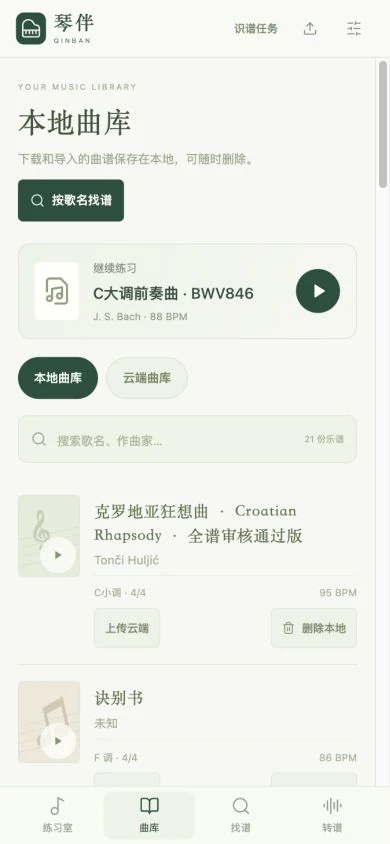 琴伴
QINBAN
识谱任务
YOUR MUSIC LIBRARY
本地曲库
下载和导入的曲谱保存在本地，可随时删除。
按歌名找谱
继续练习
C大调前奏曲 · BWV846
J. S. Bach · 88 BPM
本地曲库
云端曲库
搜索歌名、作曲家...
21 份乐谱
克罗地亚狂想曲 · Croatian
Rhapsody · 全谱审核通过版
Tonči Huljić
C小调 · 4/4
95 BPM
上传云端
删除本地
诀别书
未知
F 调 · 4/4
86 BPM
练习室
曲库
找谱
转谱